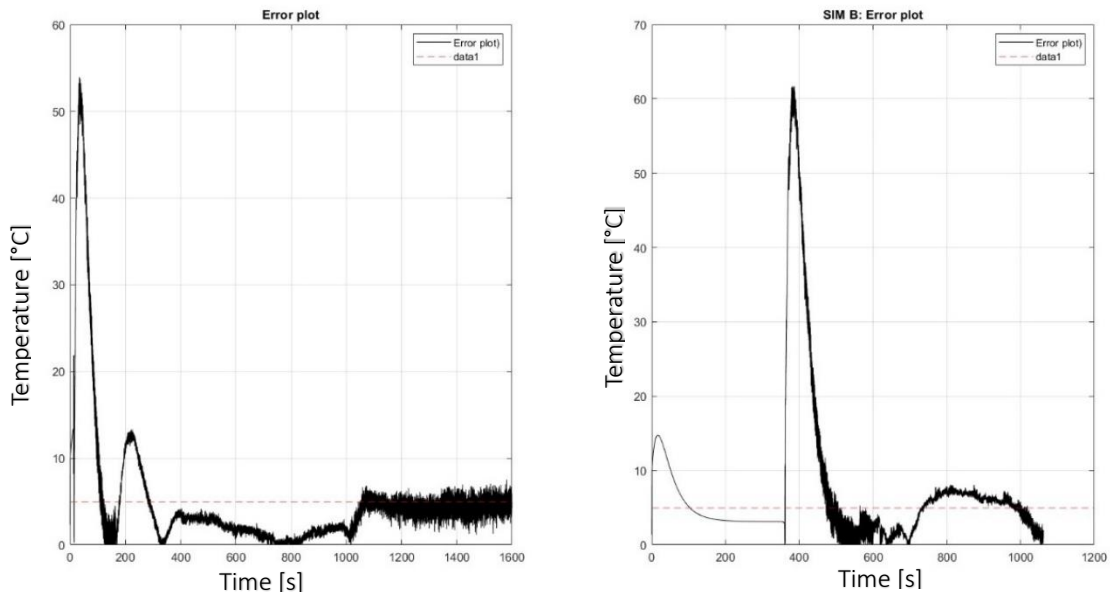 Error plot
60
50
40
30
20
10
0
Temperature [°C]
Error plot)
data1
0 200 400 600 800 1000 1200 1400 1600
Time [s]
SIM B: Error plot
70
60
50
40
30
20
10
0
Temperature [°C]
Error plot)
data1
0 200 400 600 800 1000 1200
Time [s]